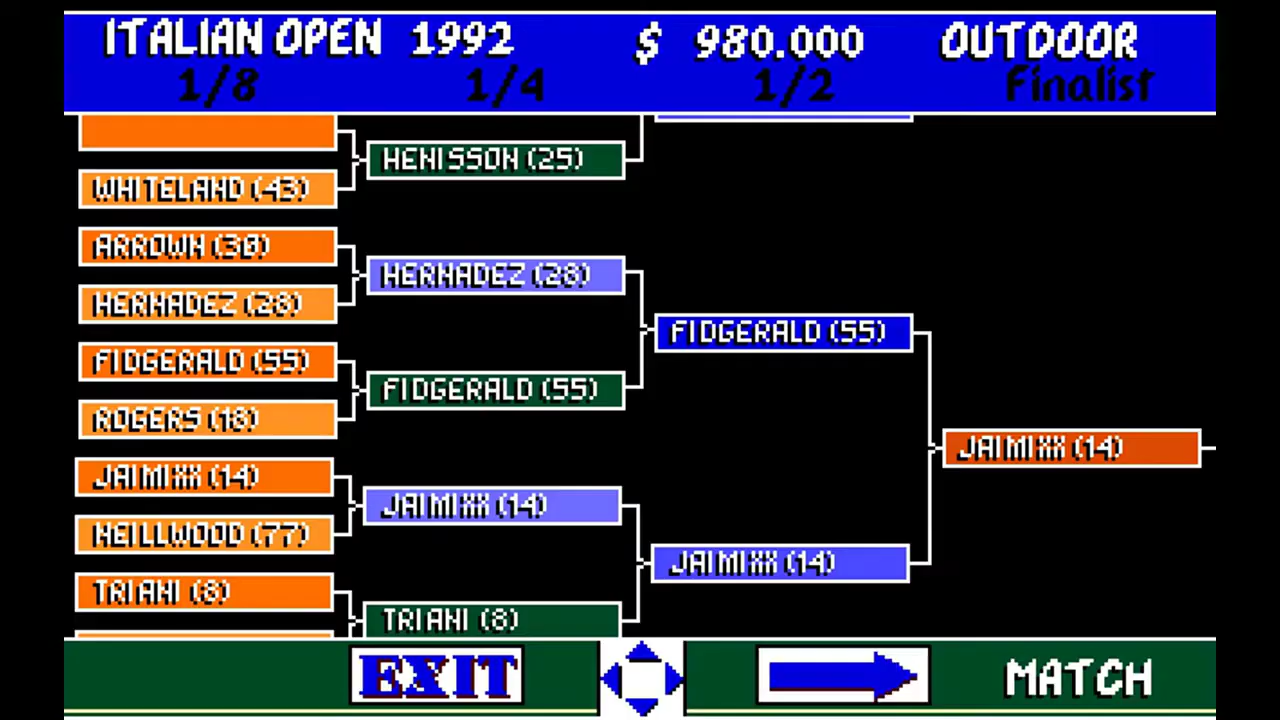 ITALIAN OPEN 1992 $ 980.000 OUTDOOR
1/8 1/4 1/2 Finalist
HENISSON (25)
WHITELAND (43)
ARROWN (30)
HERNADEZ (28)
HERNADEZ (28)
FIDGERALD (55)
FIDGERALD (55)
FIDGERALD (55)
ROGERS (18)
JAIMIXX (14)
JAIMIXX (14)
JAIMIXX (14)
NEILLWOOD (77)
JAIMIXX (14)
TRIANI (8)
TRIANI (8)
EXIT MATCH